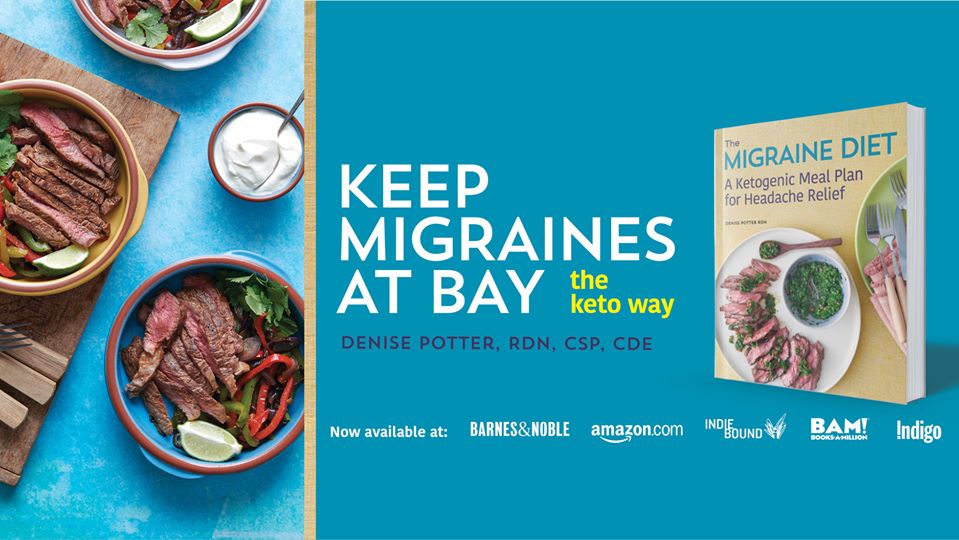 KEEP
MIGRAINES
AT BAY
the
keto way
DENISE POTTER, RDN, CSP, CDE
The
MIGRAINE DIET
A Ketogenic Meal Plan
for Headache Relief
DENISE POTTER RDN
Now available at:
BARNES&NOBLE
amazon.com
INDIE
BOUND
BAM!
BOOKS-A-MILLION
!ndigo